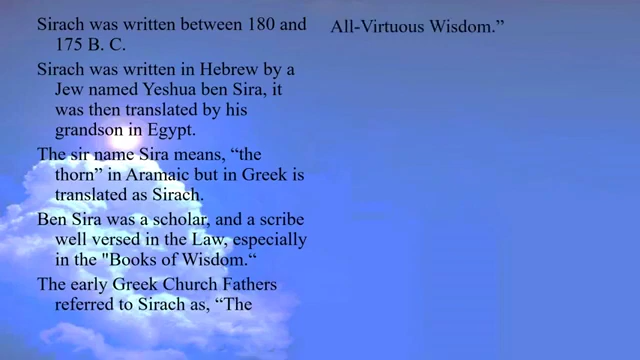 Sirach was written between 180 and
175 B. C.
Sirach was written in Hebrew by a
Jew named Yeshua ben Sira, it
was then translated by his
grandson in Egypt.
The sir name Sira means, “the
thorn” in Aramaic but in Greek is
translated as Sirach.
Ben Sira was a scholar, and a scribe
well versed in the Law, especially
in the "Books of Wisdom.“
The early Greek Church Fathers
referred to Sirach as, “The
All-Virtuous Wisdom.”